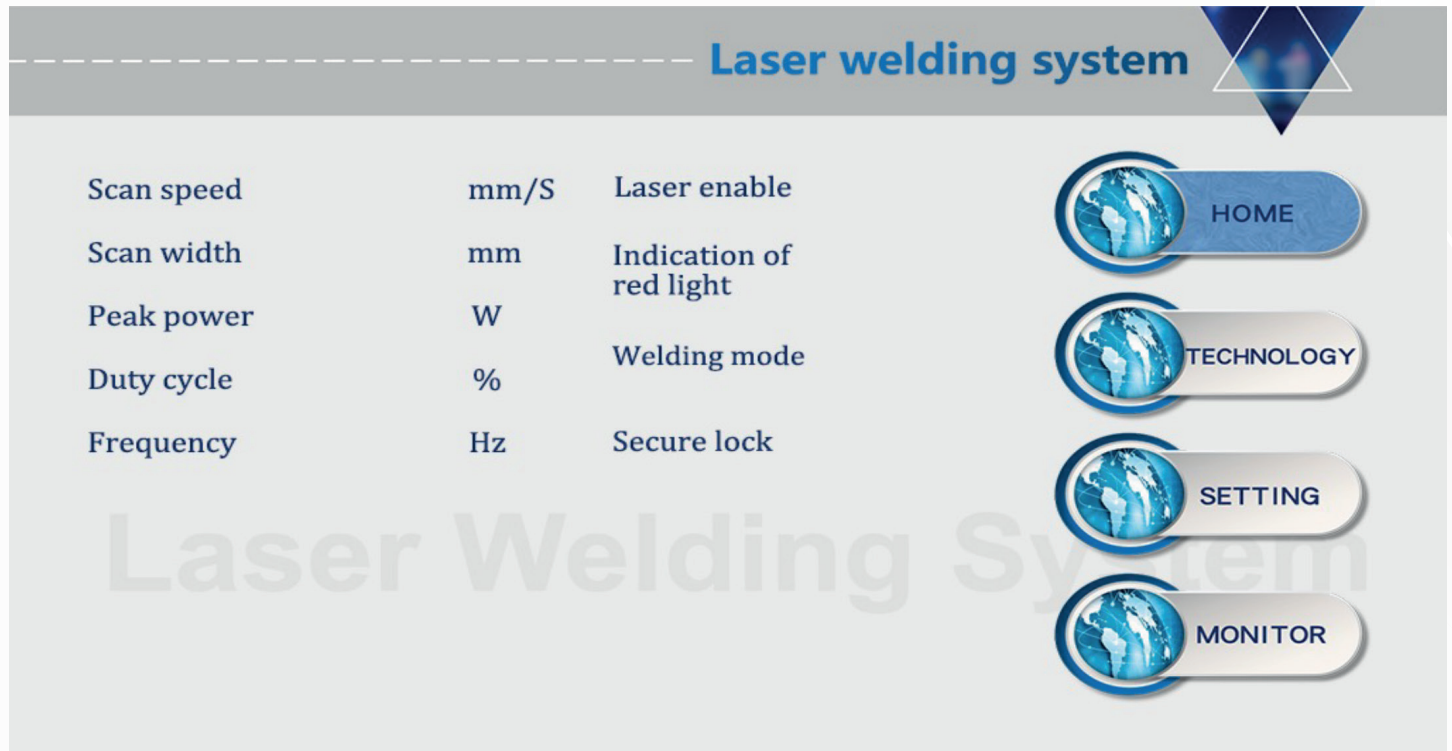 Laser welding system
Scan speed mm/S
Scan width mm
Peak power W
Duty cycle %
Frequency Hz
Laser enable
Indication of
red light
Welding mode
Secure lock
HOME
TECHNOLOGY
SETTING
MONITOR
Laser Welding System